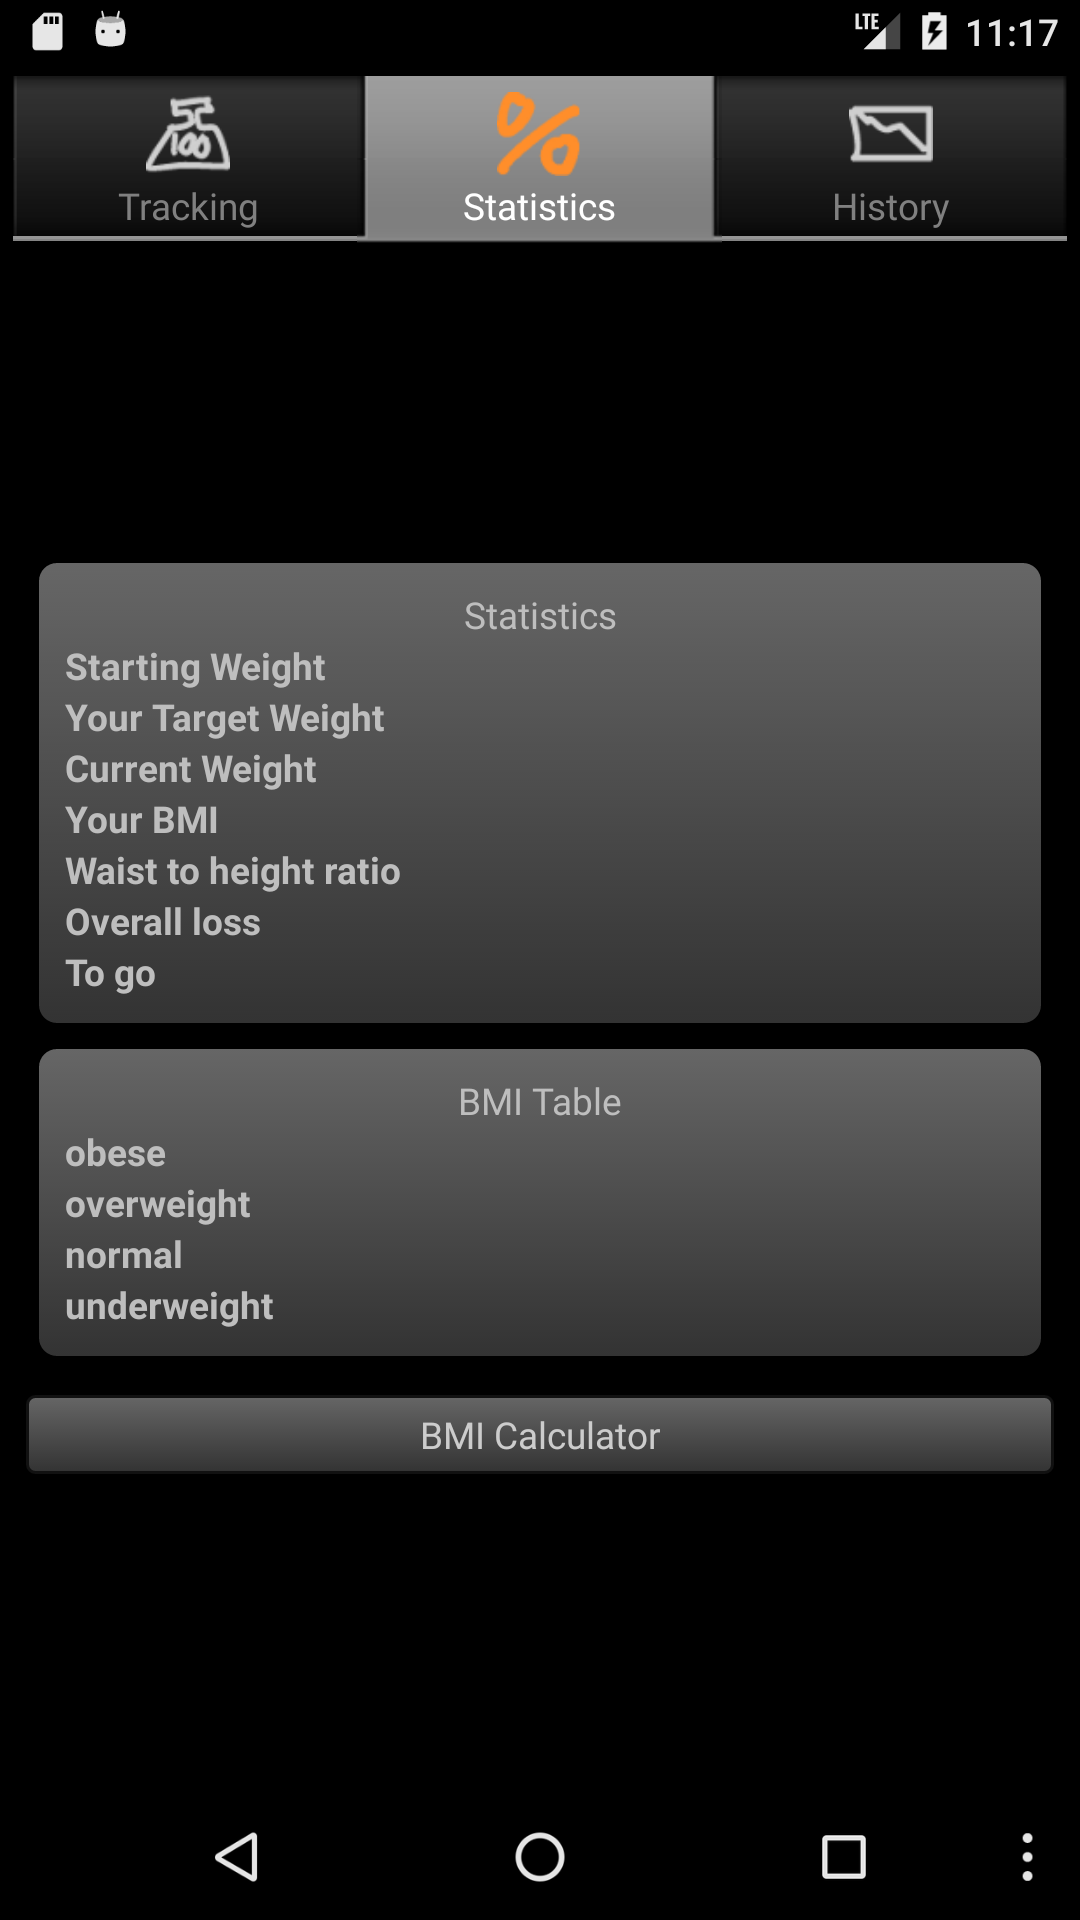 LTE 11:17
100
Tracking Statistics History
Statistics
Starting Weight
Your Target Weight
Current Weight
Your BMI
Waist to height ratio
Overall loss
To go
BMI Table
obese
overweight
normal
underweight
BMI Calculator